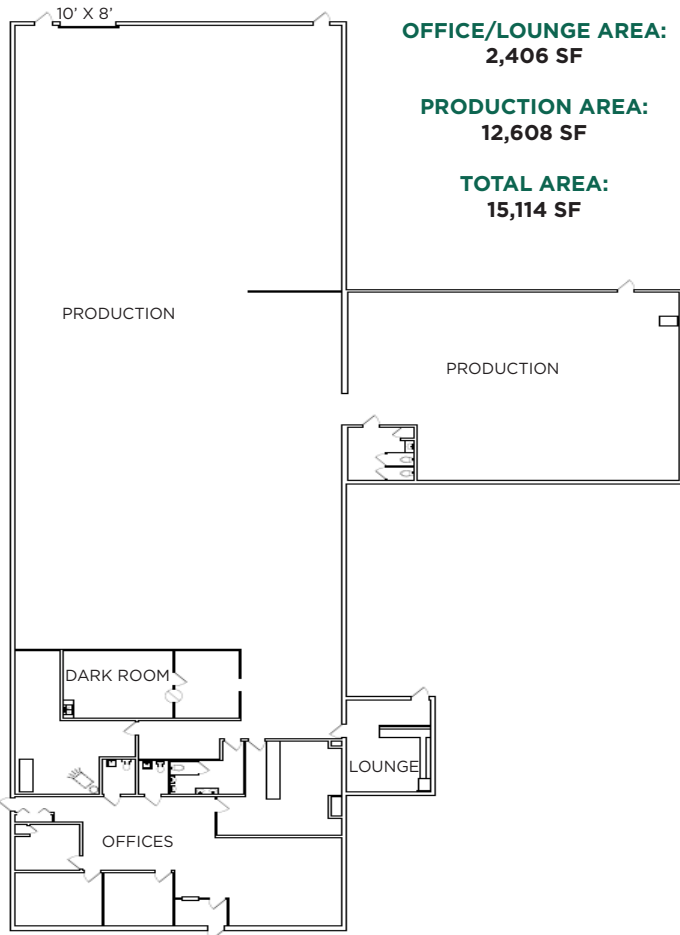 10' X 8'
OFFICE/LOUNGE AREA:
2,406 SF
PRODUCTION AREA:
12,608 SF
TOTAL AREA:
15,114 SF
PRODUCTION
PRODUCTION
DARK ROOM
LOUNGE
OFFICES